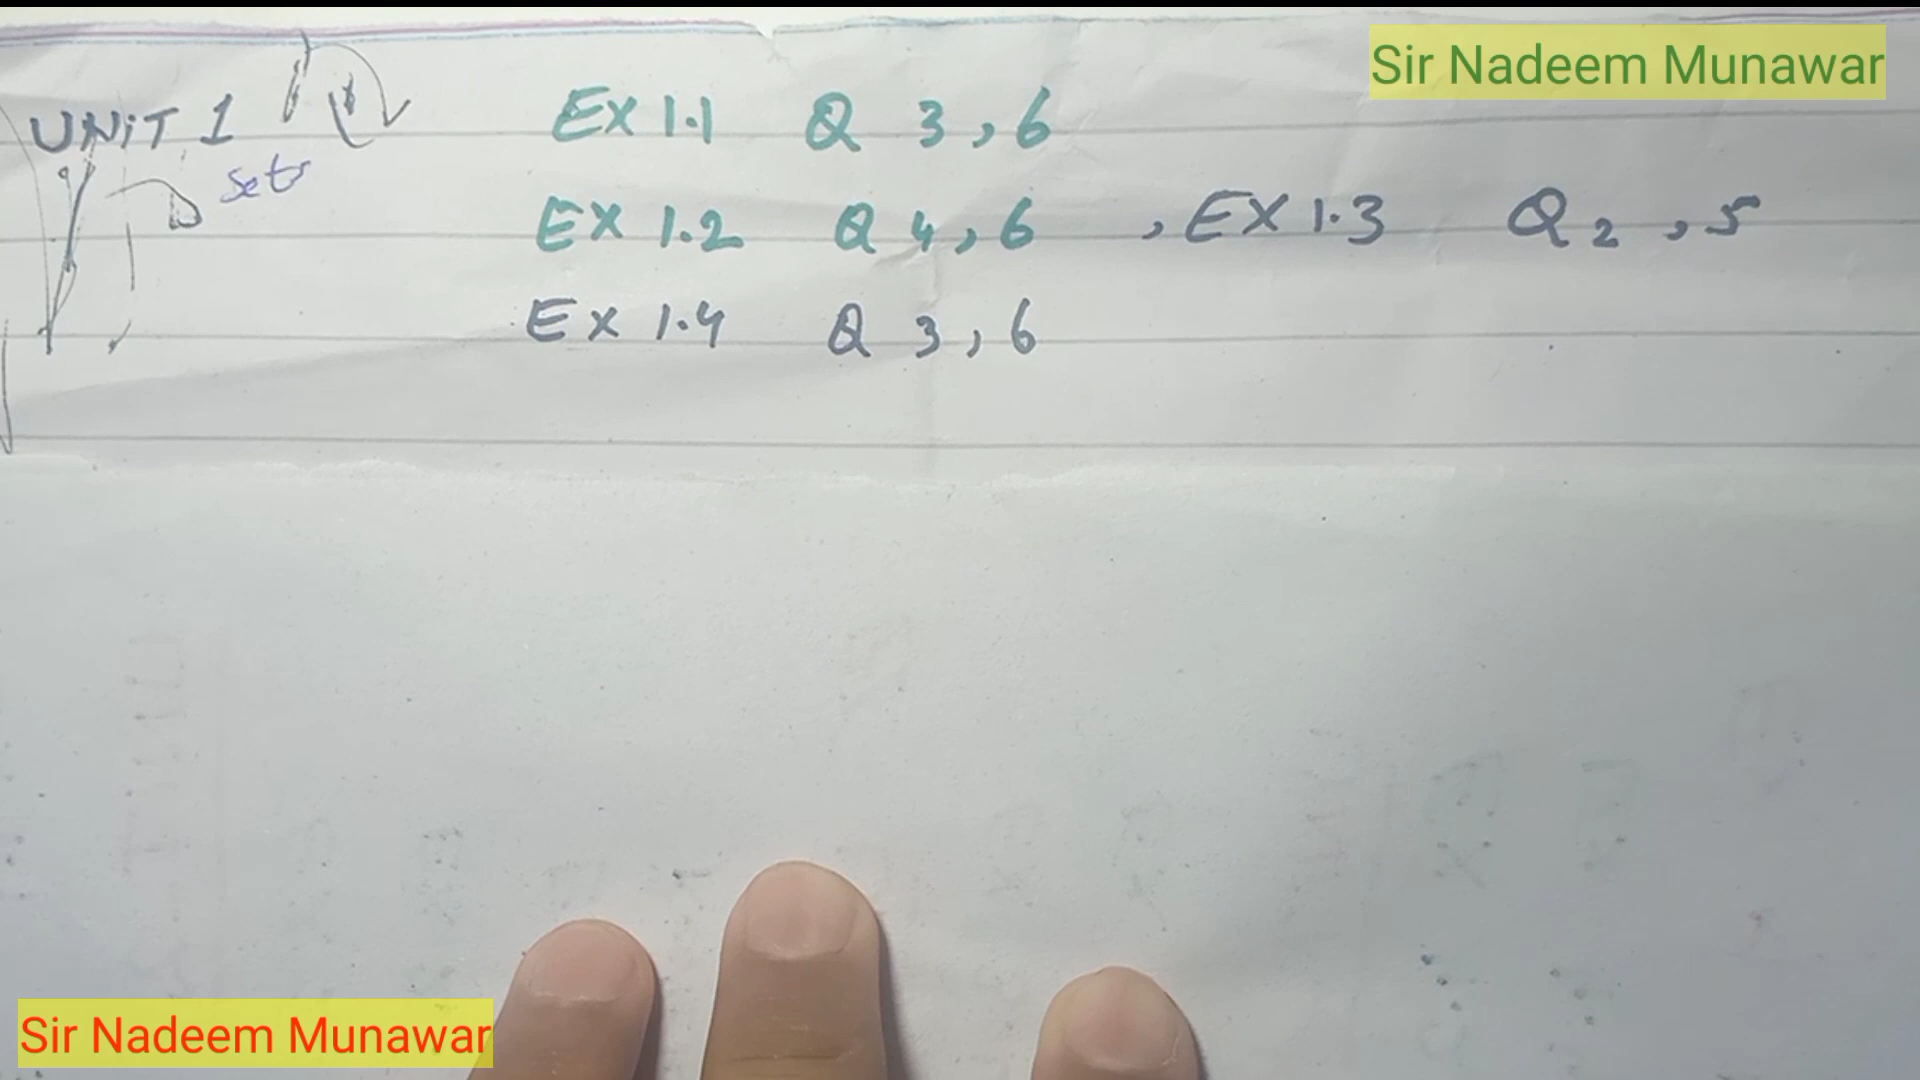 Sir Nadeem Munawar
UNIT 1
Sets
Ex 1.1 Q 3, 6
Ex 1.2 Q 4, 6 , Ex 1.3 Q 2, 5
Ex 1.4 Q 3, 6
Sir Nadeem Munawar